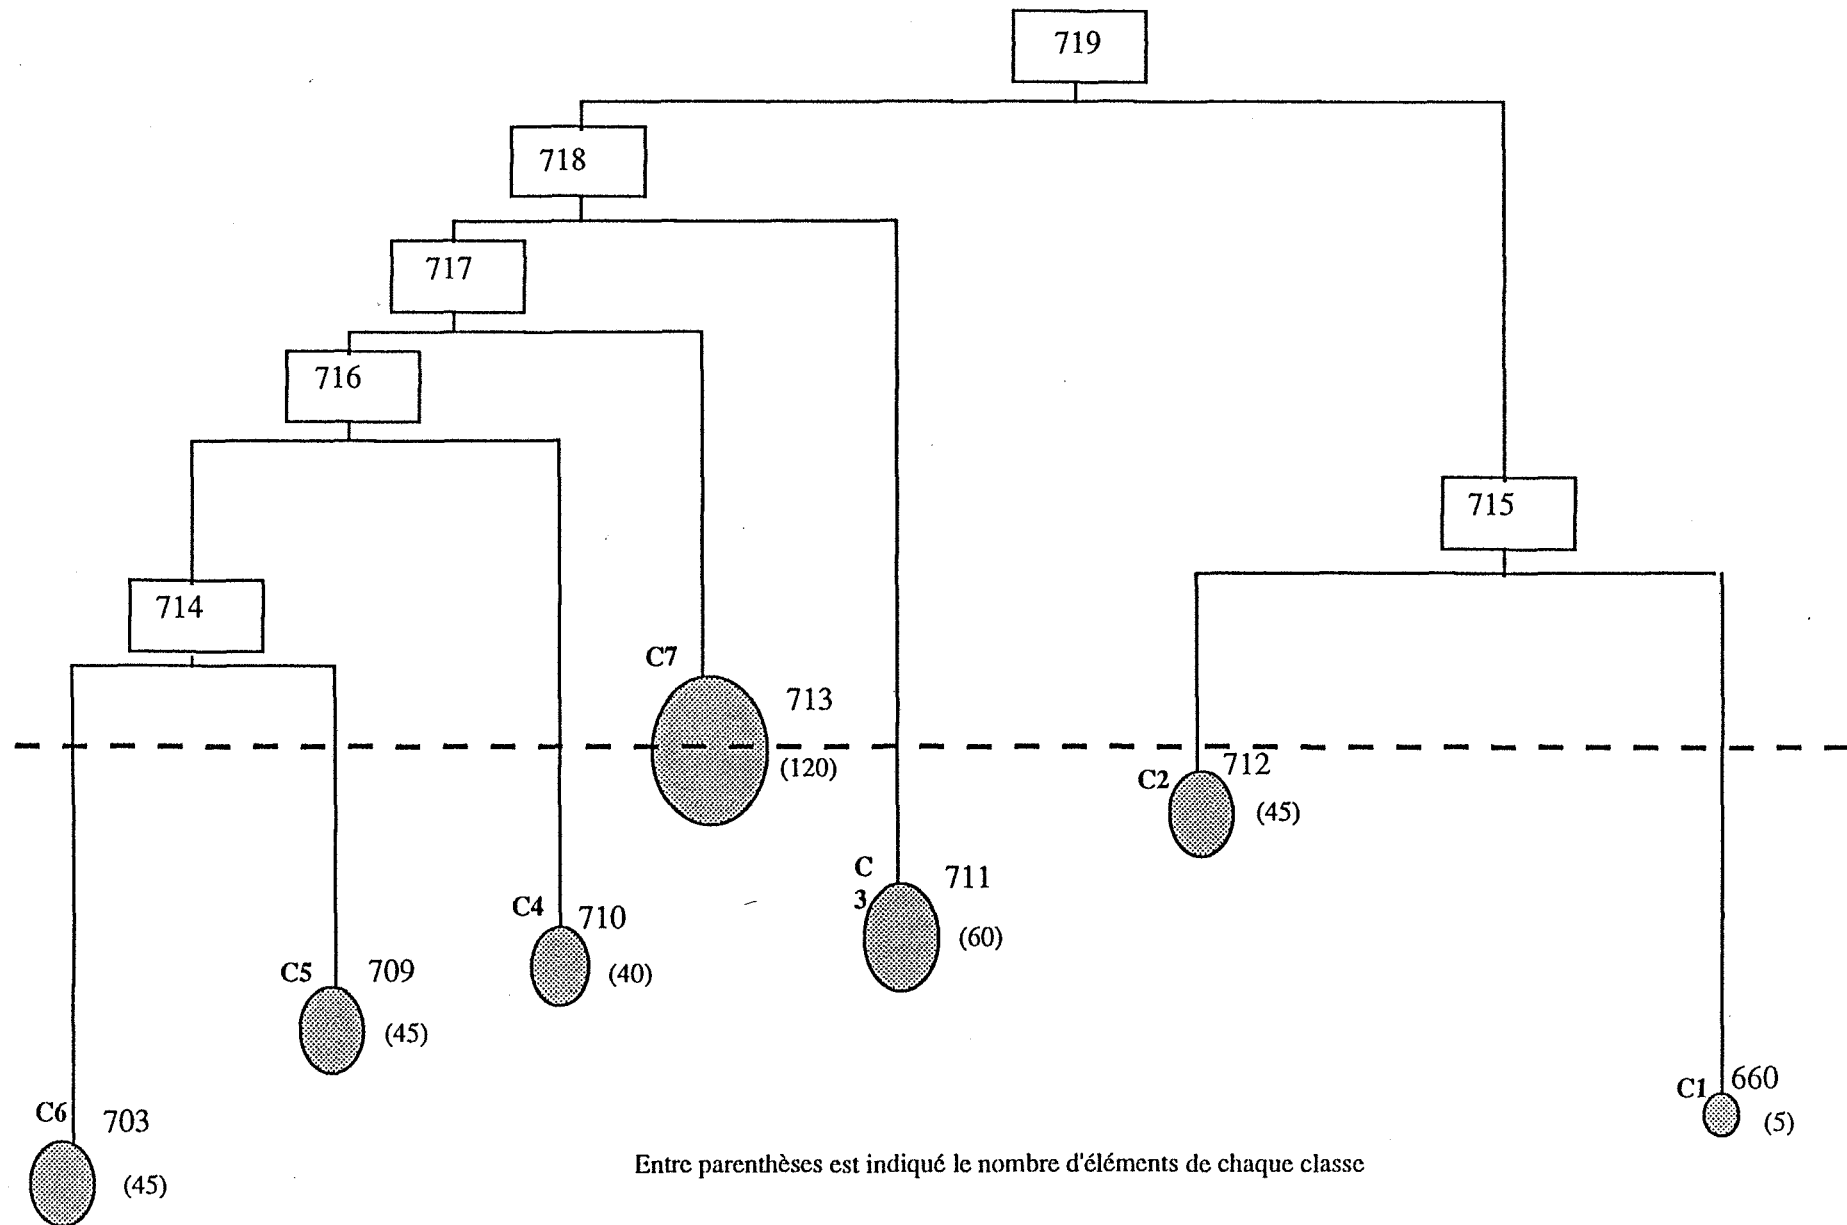 719
718
717
716
715
714
C7
713
(120)
C2
712
(45)
C
3
711
(60)
C4
710
(40)
C5
709
(45)
C1
660
(5)
C6
703
(45)
Entre parenthèses est indiqué le nombre d'éléments de chaque classe